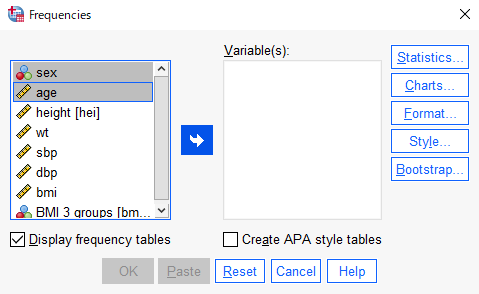 Frequencies
Variable(s):
sex
age
height [hei]
wt
sbp
dbp
bmi
BMI 3 groups [bm...
Statistics...
Charts...
Format...
Style...
Bootstrap...
Display frequency tables
Create APA style tables
OK
Paste
Reset
Cancel
Help